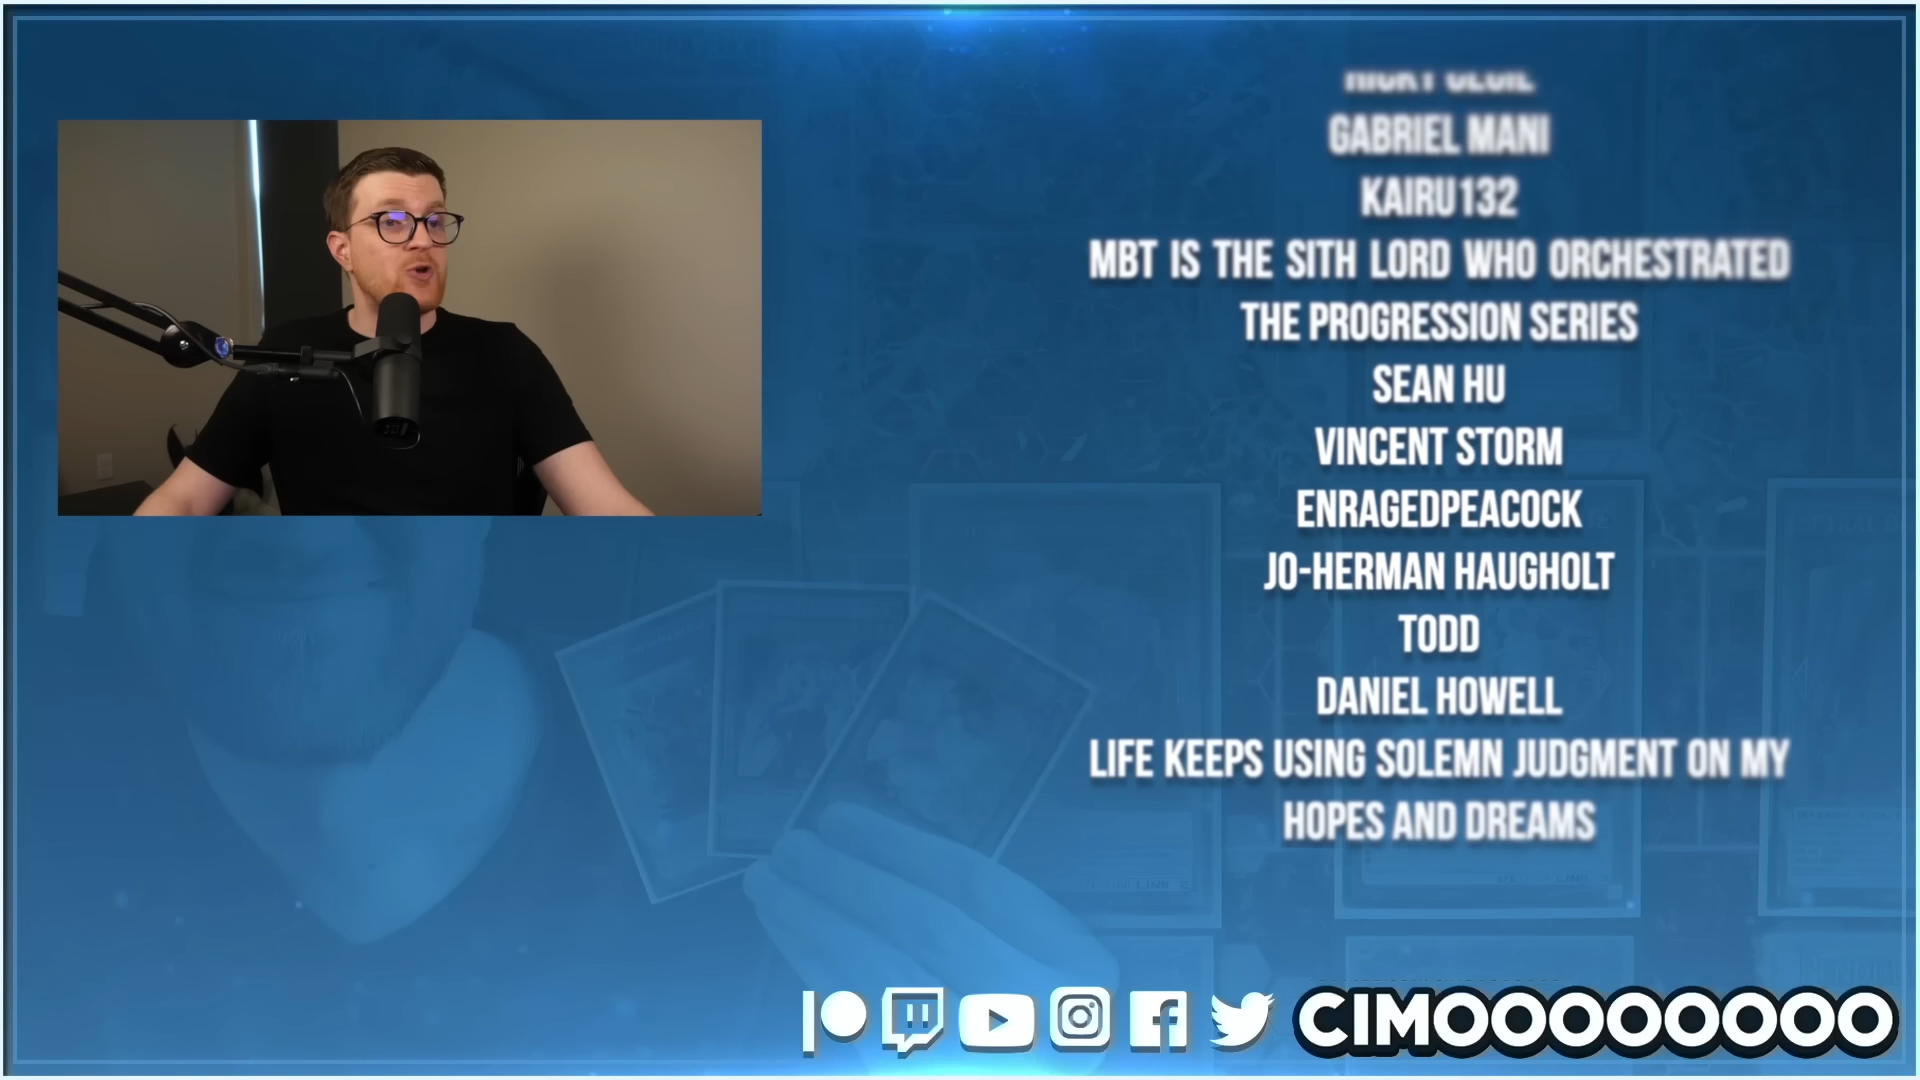 GABRIEL MANI
KAIRU132
MBT IS THE SITH LORD WHO ORCHESTRATED
THE PROGRESSION SERIES
SEAN HU
VINCENT STORM
ENRAGEDPEACOCK
JO-HERMAN HAUGHOLT
TODD
DANIEL HOWELL
LIFE KEEPS USING SOLEMN JUDGMENT ON MY
HOPES AND DREAMS
CIMOOOOOOOO